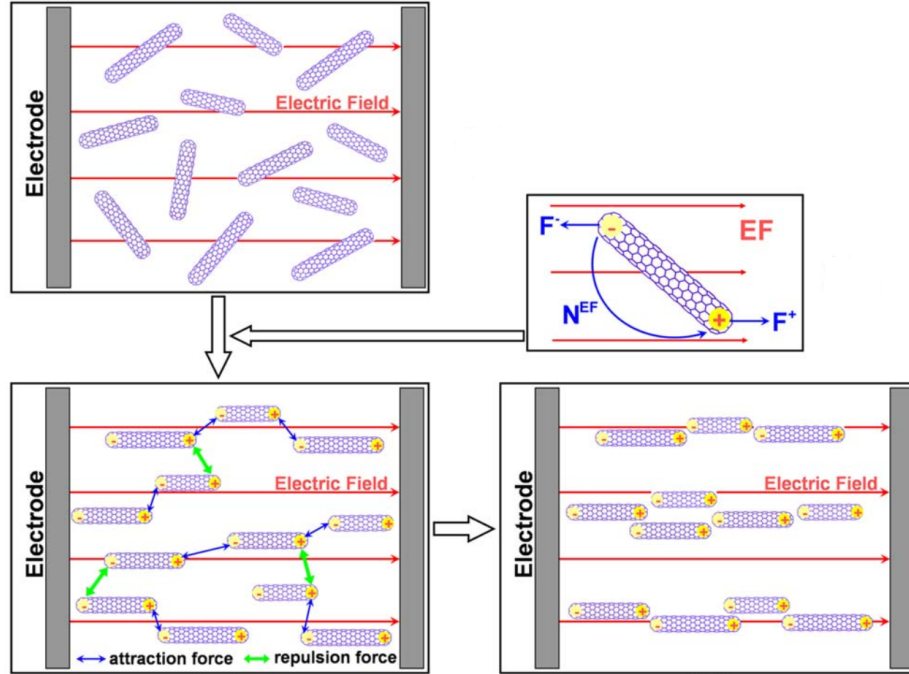 Electrode
Electric Field
F-
EF
-
N^EF
+
F+
Electrode
- +
- +
- +
- +
- +
Electric Field
- +
- +
- +
- +
- +
- +
- +
- +
attraction force
repulsion force
Electrode
- +
- +
- +
Electric Field
- +
- +
- +
- +
- +
- +
- +
- +
- +